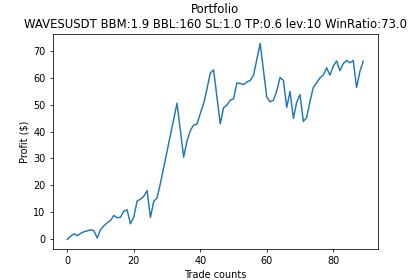 Portfolio
WAVESUSDT BBM:1.9 BBL:160 SL:1.0 TP:0.6 lev:10 WinRatio:73.0
70
60
50
40
30
20
10
0
Profit ($)
0 20 40 60 80
Trade counts